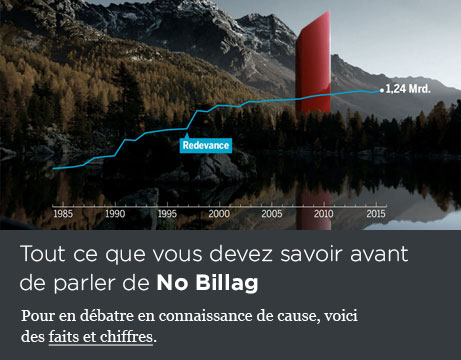 1,24 Mrd.
Redevance
1985 1990 1995 2000 2005 2010 2015
Tout ce que vous devez savoir avant
de parler de No Billag
Pour en débatre en connaissance de cause, voici
des faits et chiffres.